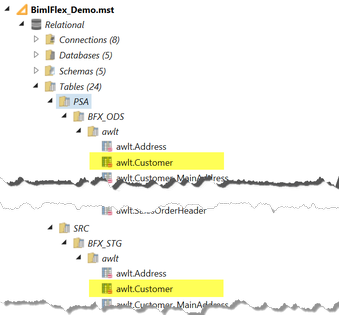 BimlFlex_Demo.mst
Relational
Connections (8)
Databases (5)
Schemas (5)
Tables (24)
PSA
BFX_ODS
awlt
awlt.Address
awlt.Customer
awlt.Customer_MainAddress
awlt.SalesOrderHeader
SRC
BFX_STG
awlt
awlt.Address
awlt.Customer
awlt.Customer_MainAddress